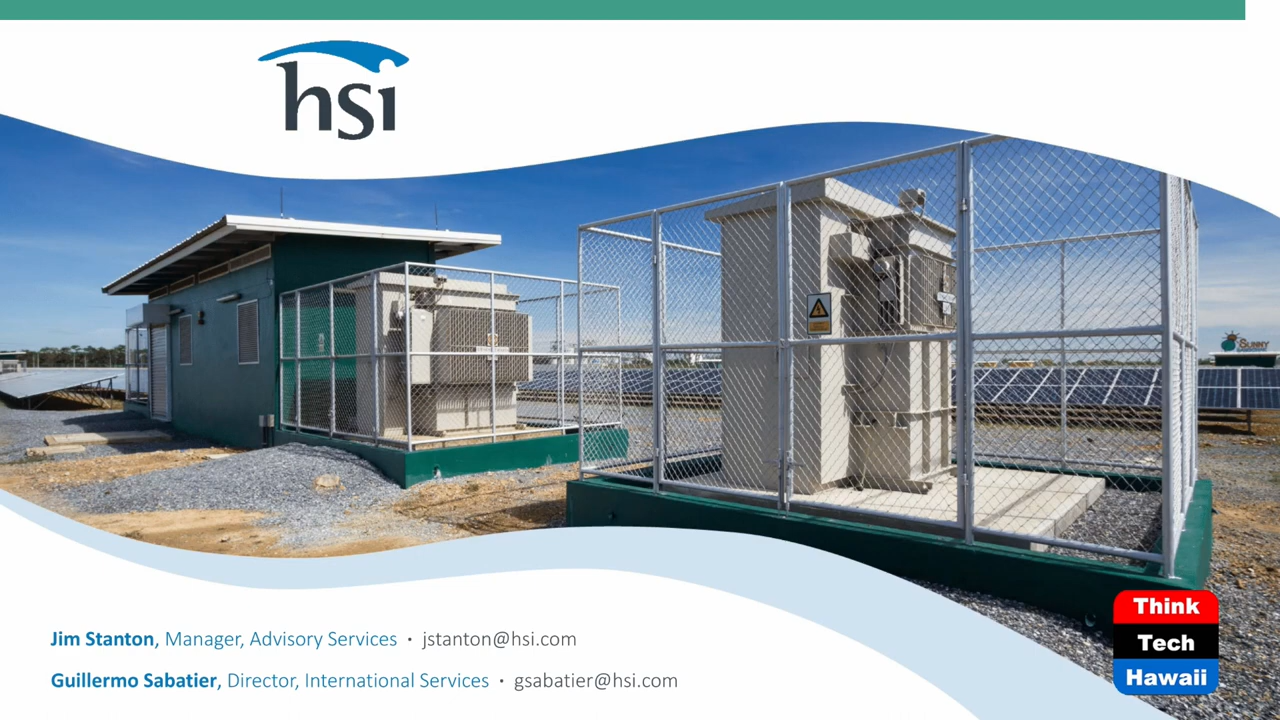 hsi
SUNNY
Jim Stanton, Manager, Advisory Services · jstanton@hsi.com
Guillermo Sabatier, Director, International Services · gsabatier@hsi.com
Think
Tech
Hawaii